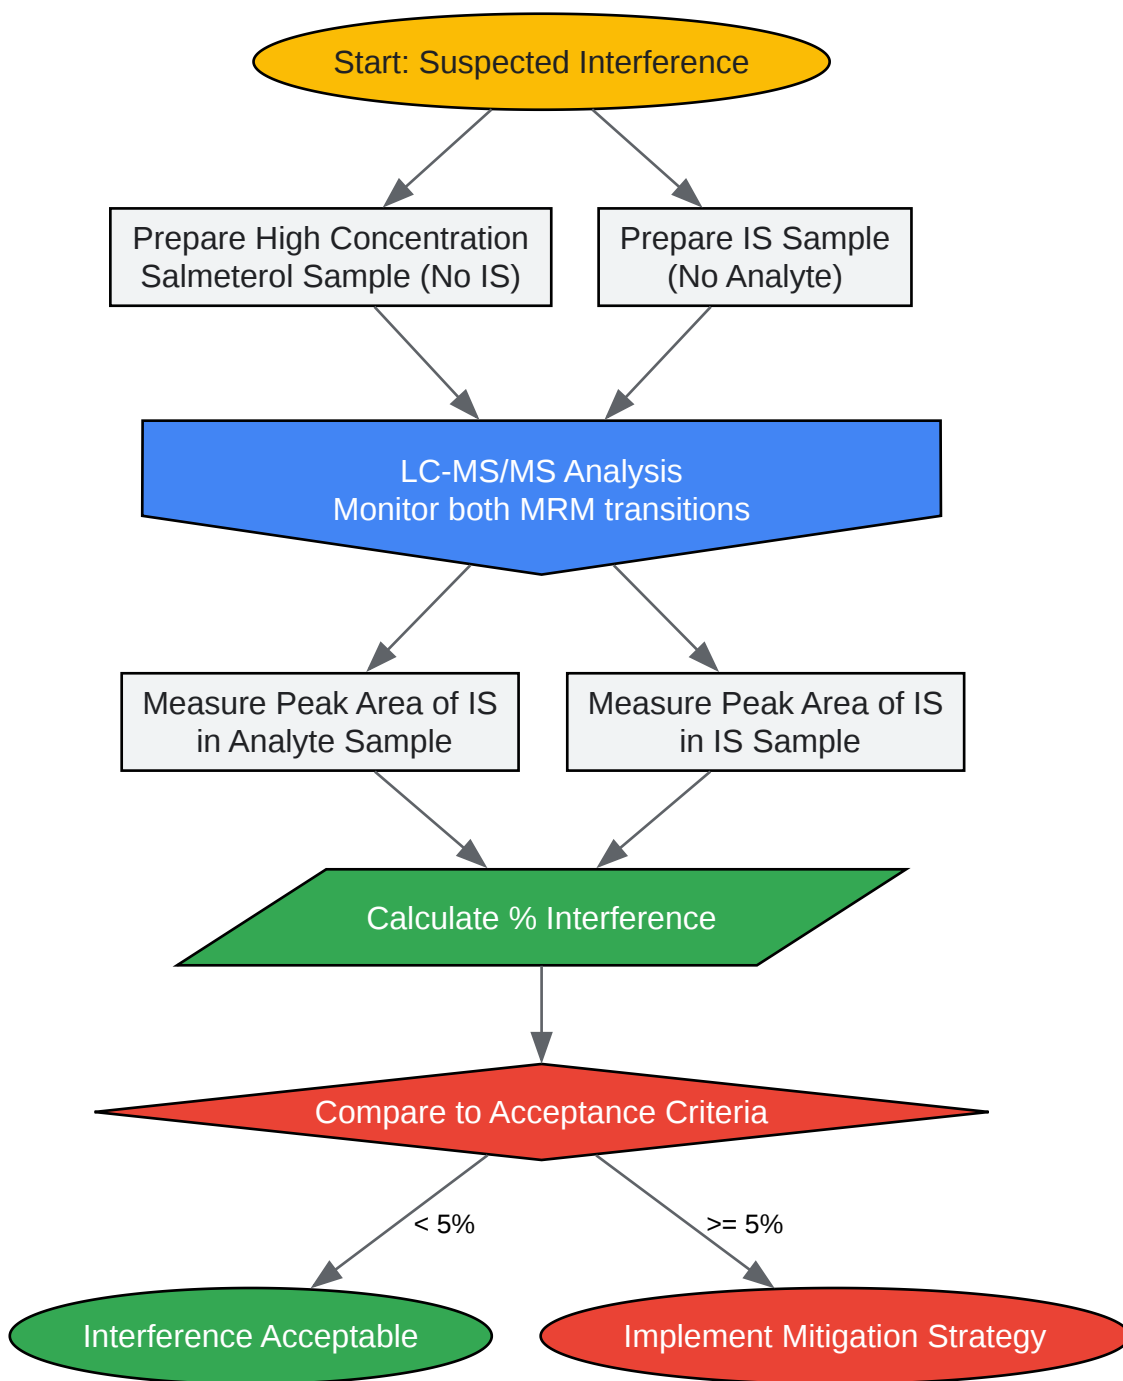 Start: Suspected Interference
Prepare High Concentration
Salmeterol Sample (No IS)
Prepare IS Sample
(No Analyte)
LC-MS/MS Analysis
Monitor both MRM transitions
Measure Peak Area of IS
in Analyte Sample
Measure Peak Area of IS
in IS Sample
Calculate % Interference
Compare to Acceptance Criteria
< 5%
>= 5%
Interference Acceptable
Implement Mitigation Strategy